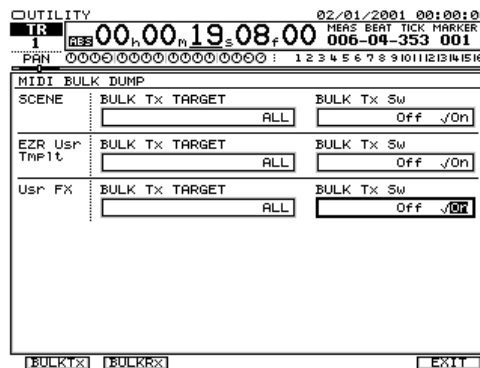 UTILITY 02/01/2001 00:00:0
TR 1 ABS 00h00m19s08f00 MEAS BEAT TICK MARKER
006-04-353 001
PAN 1 2 3 4 5 6 7 8 9 10 11 12 13 14 15 16
MIDI BULK DUMP
SCENE BULK Tx TARGET BULK Tx Sw
ALL Off √On
EZR Usr Tmplt BULK Tx TARGET BULK Tx Sw
ALL Off √On
Usr FX BULK Tx TARGET BULK Tx Sw
ALL Off √On
BULKTx BULKRx EXIT